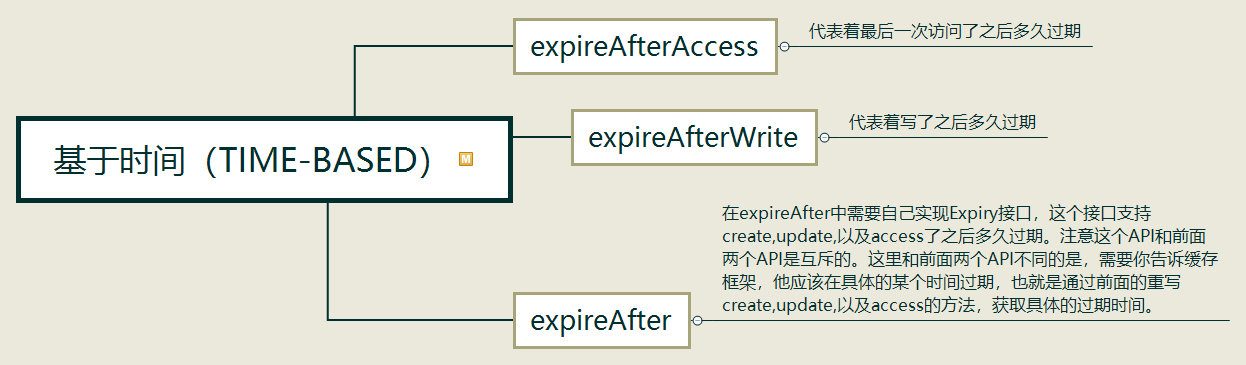 expireAfterAccess
代表着最后一次访问了之后多久过期
基于时间（TIME-BASED）
M
expireAfterWrite
代表着写了之后多久过期
expireAfter
在expireAfter中需要自己实现Expiry接口，这个接口支持
create,update,以及access了之后多久过期。注意这个API和前面
两个API是互斥的。这里和前面两个API不同的是，需要你告诉缓存
框架，他应该在具体的某个时间过期，也就是通过前面的重写
create,update,以及access的方法，获取具体的过期时间。